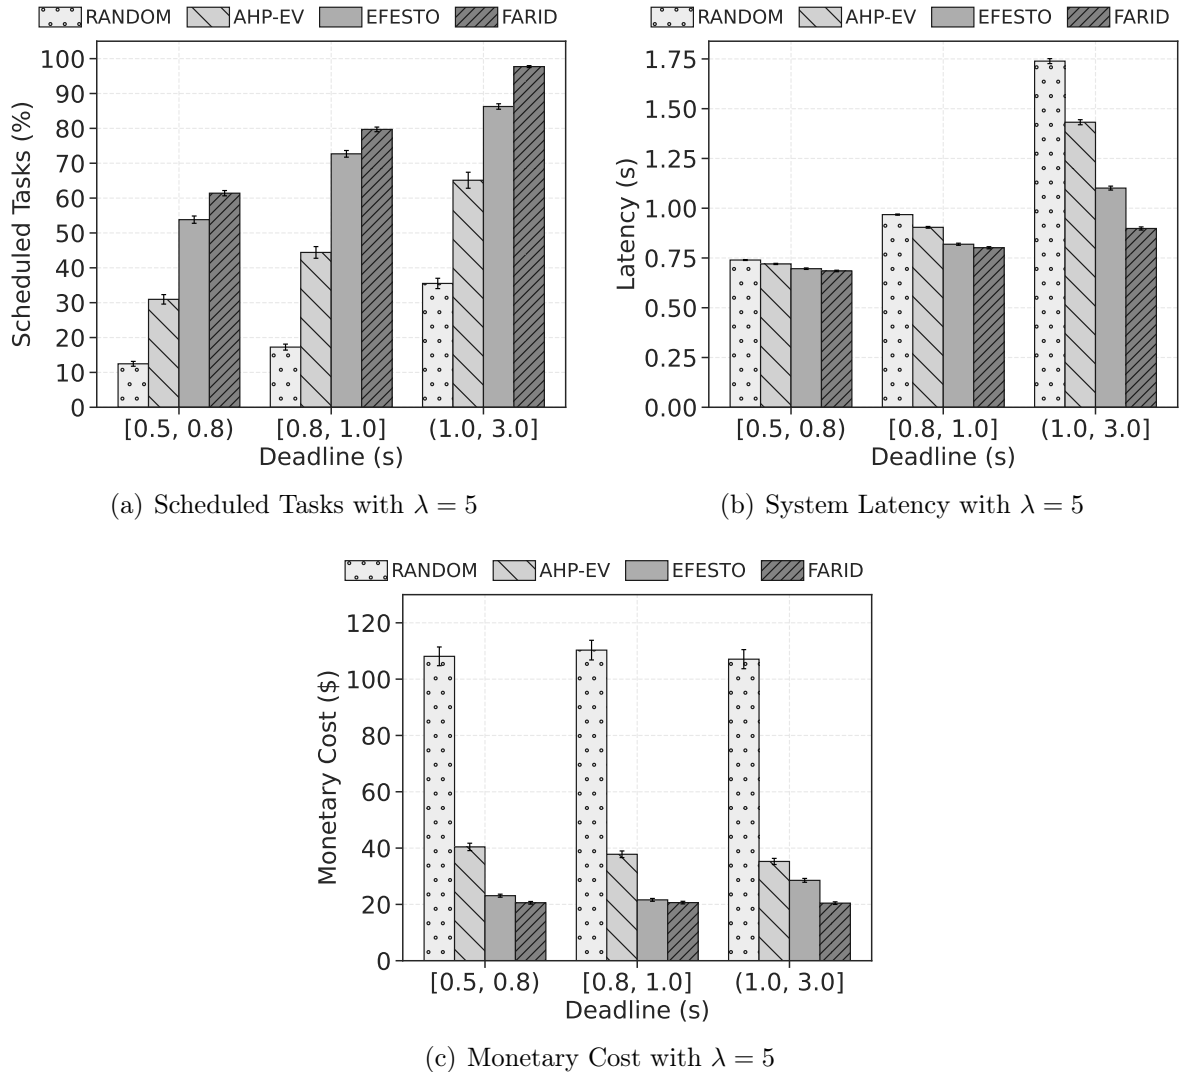 RANDOM AHP-EV EFESTO FARID
Scheduled Tasks (%)
100
90
80
70
60
50
40
30
20
10
0
[0.5, 0.8) [0.8, 1.0] (1.0, 3.0]
Deadline (s)
(a) Scheduled Tasks with λ = 5
RANDOM AHP-EV EFESTO FARID
Latency (s)
1.75
1.50
1.25
1.00
0.75
0.50
0.25
0.00
[0.5, 0.8) [0.8, 1.0] (1.0, 3.0]
Deadline (s)
(b) System Latency with λ = 5
RANDOM AHP-EV EFESTO FARID
Monetary Cost ($)
120
100
80
60
40
20
0
[0.5, 0.8) [0.8, 1.0] (1.0, 3.0]
Deadline (s)
(c) Monetary Cost with λ = 5